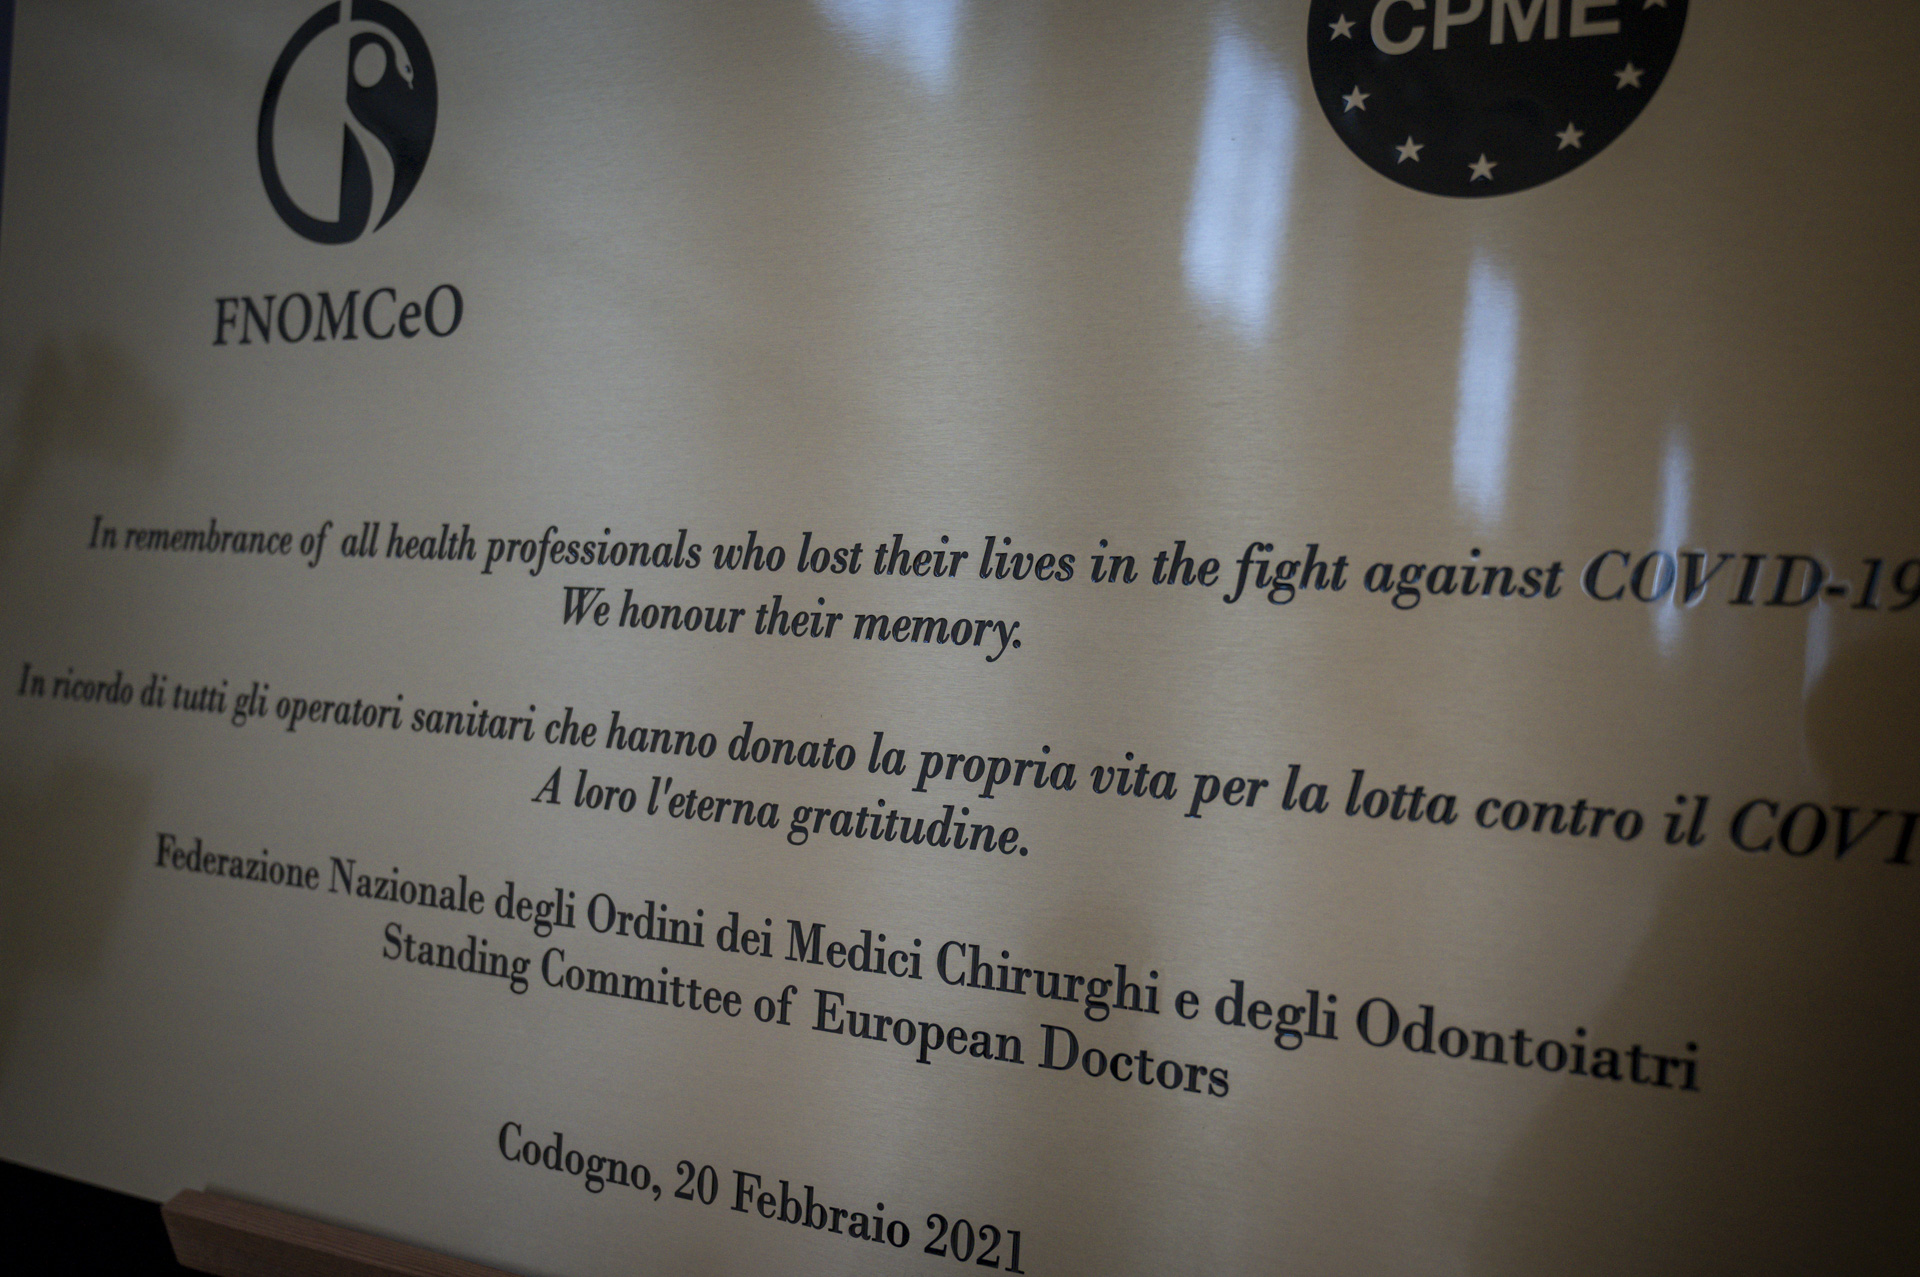 CPME
FNOMCeO
In remembrance of all health professionals who lost their lives in the fight against COVID-19
We honour their memory.
In ricordo di tutti gli operatori sanitari che hanno donato la propria vita per la lotta contro il COVI
A loro l'eterna gratitudine.
Federazione Nazionale degli Ordini dei Medici Chirurghi e degli Odontoiatri
Standing Committee of European Doctors
Codogno, 20 Febbraio 2021